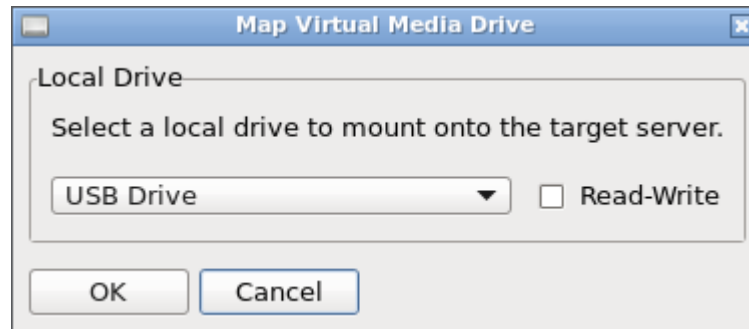 Map Virtual Media Drive
Local Drive
Select a local drive to mount onto the target server.
USB Drive Read-Write
OK Cancel